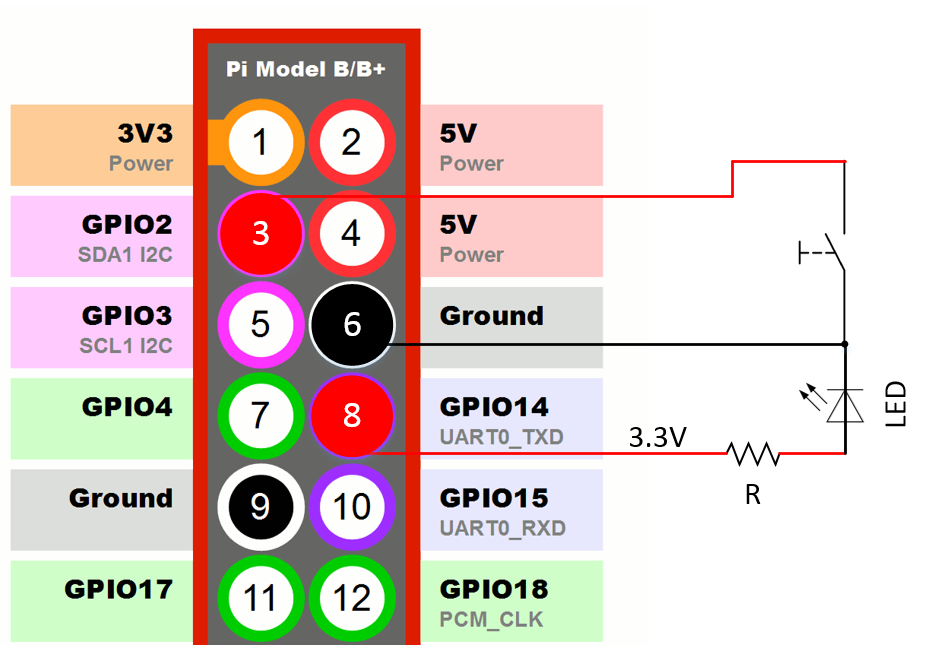 Pi Model B/B+
3V3
Power
1
2
5V
Power
GPIO2
SDA1 I2C
3
4
5V
Power
GPIO3
SCL1 I2C
5
6
Ground
GPIO4
7
8
GPIO14
UART0_TXD
3.3V
LED
R
Ground
9
10
GPIO15
UART0_RXD
GPIO17
11
12
GPIO18
PCM_CLK